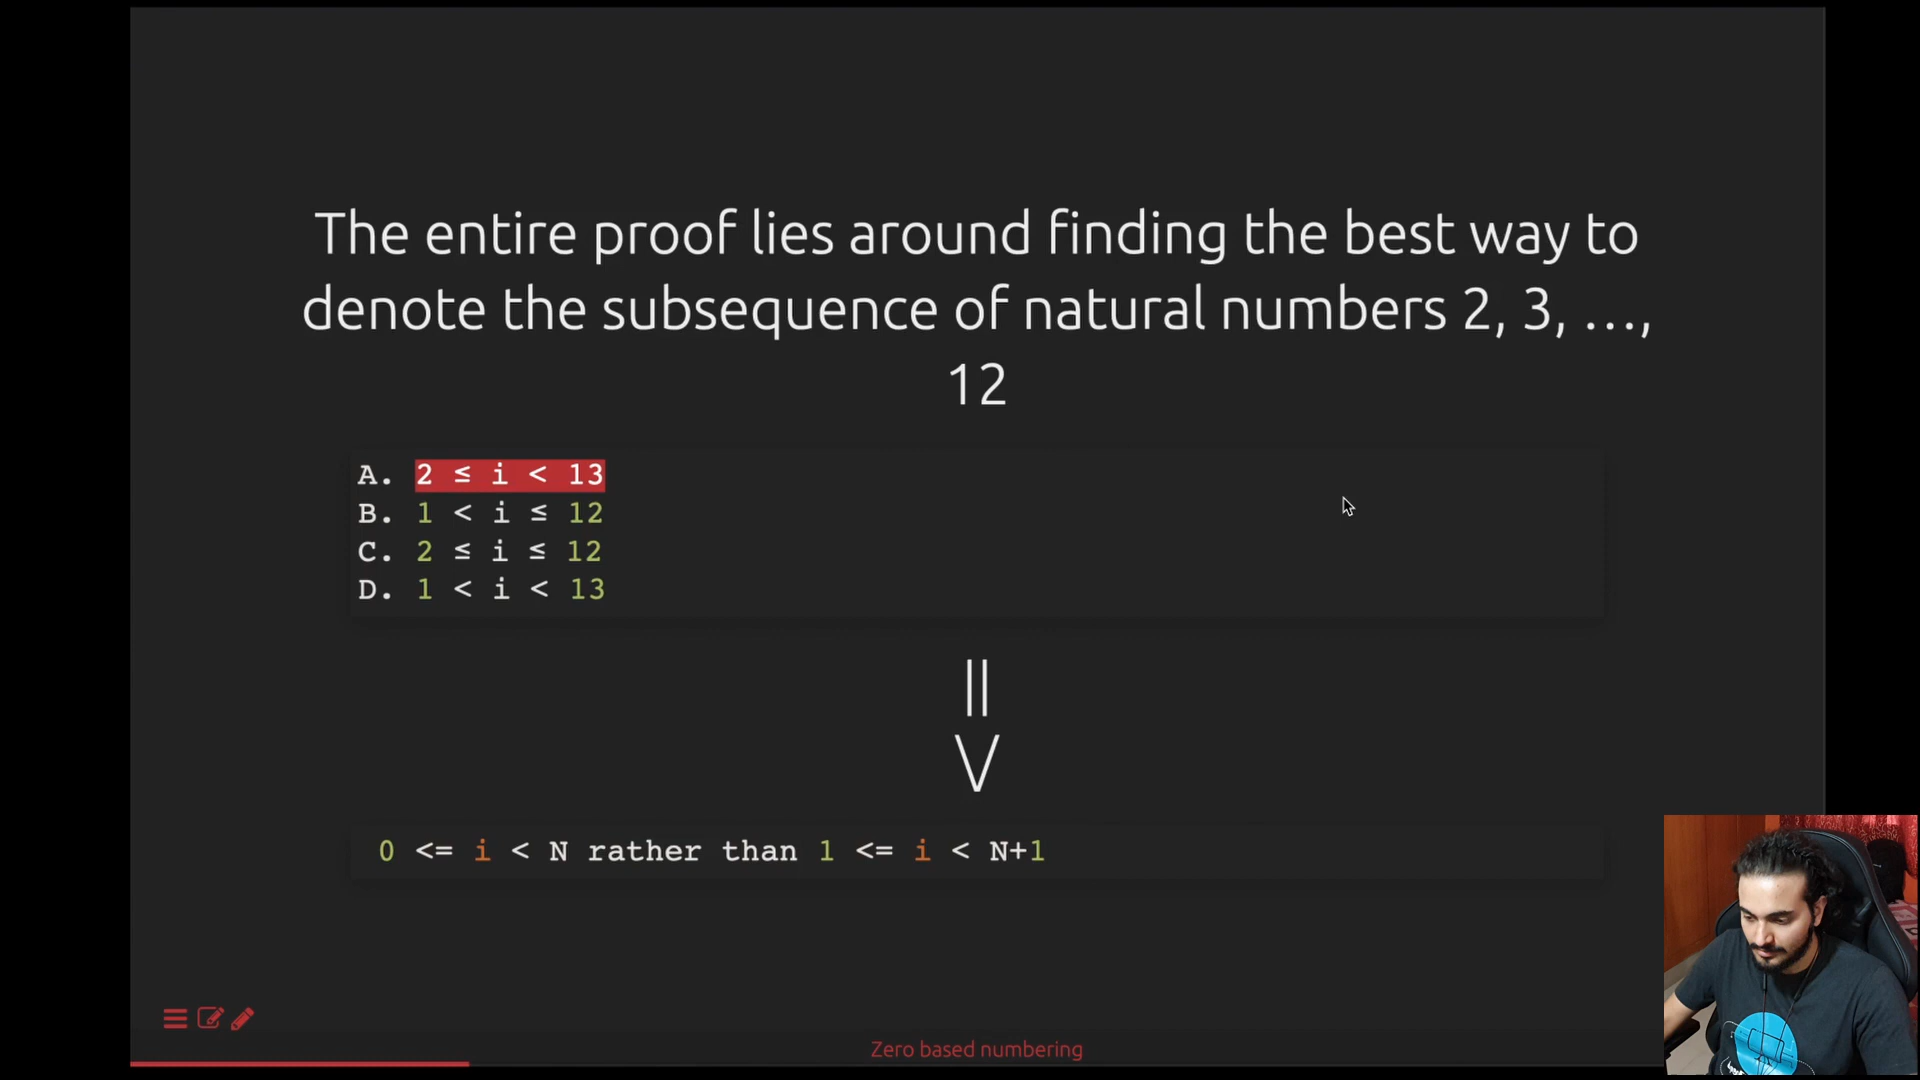 The entire proof lies around finding the best way to
denote the subsequence of natural numbers 2, 3, …,
12
A. 2 ≤ i < 13
B. 1 < i ≤ 12
C. 2 ≤ i ≤ 12
D. 1 < i < 13
||
V
0 <= i < N rather than 1 <= i < N+1
Zero based numbering